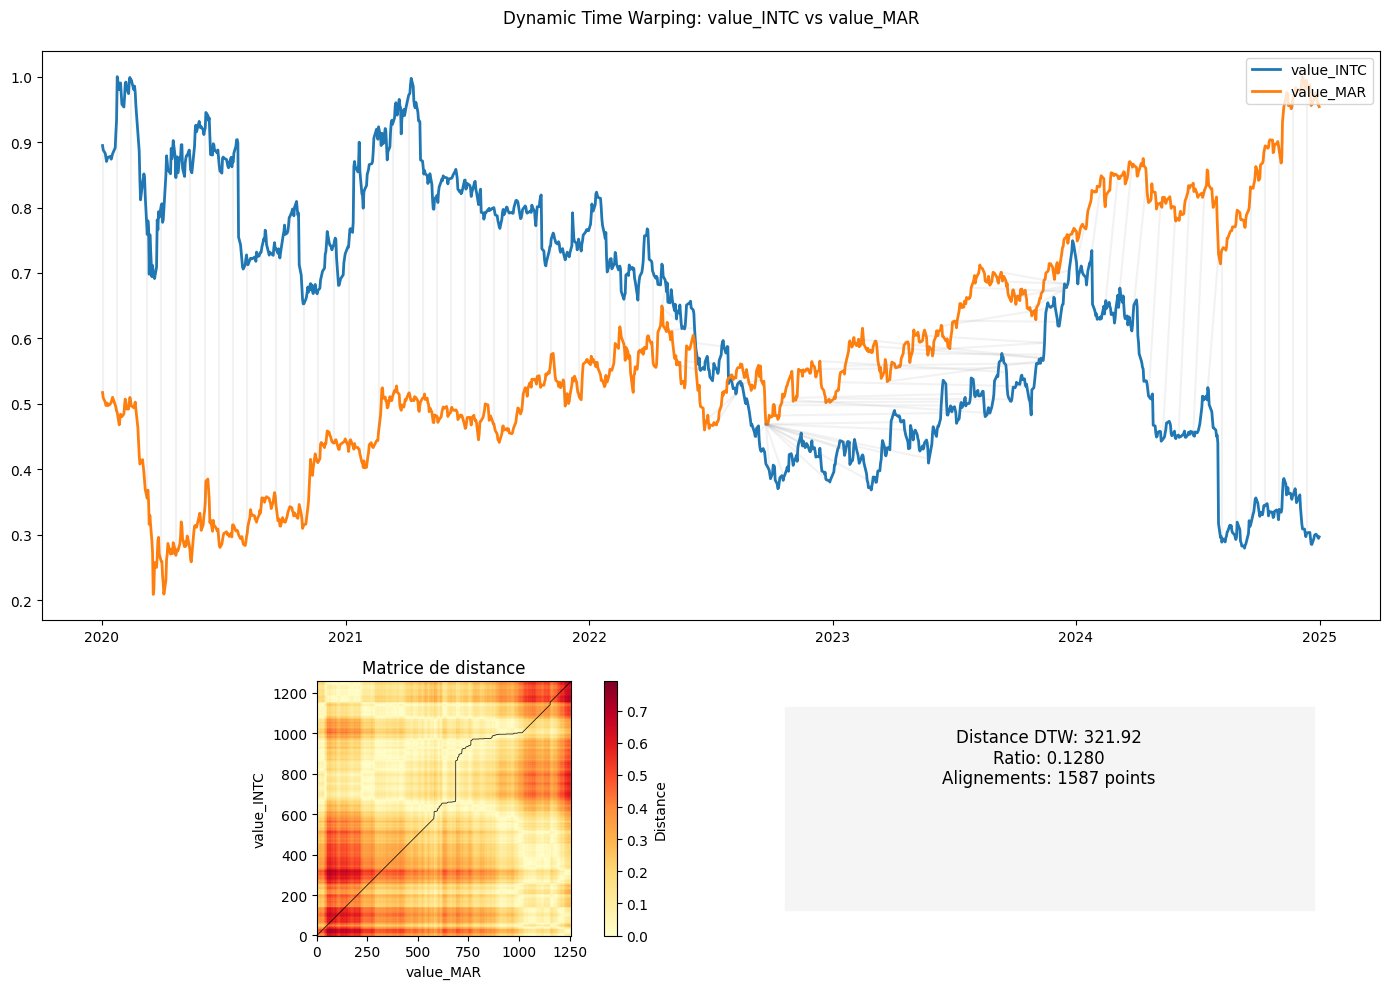 Dynamic Time Warping: value_INTC vs value_MAR
value_INTC
value_MAR
1.0
0.9
0.8
0.7
0.6
0.5
0.4
0.3
0.2
2020 2021 2022 2023 2024 2025
Matrice de distance
value_INTC
1200
1000
800
600
400
200
0
0 250 500 750 1000 1250
value_MAR
0.7
0.6
0.5
0.4
0.3
0.2
0.1
0.0
Distance
Distance DTW: 321.92
Ratio: 0.1280
Alignements: 1587 points